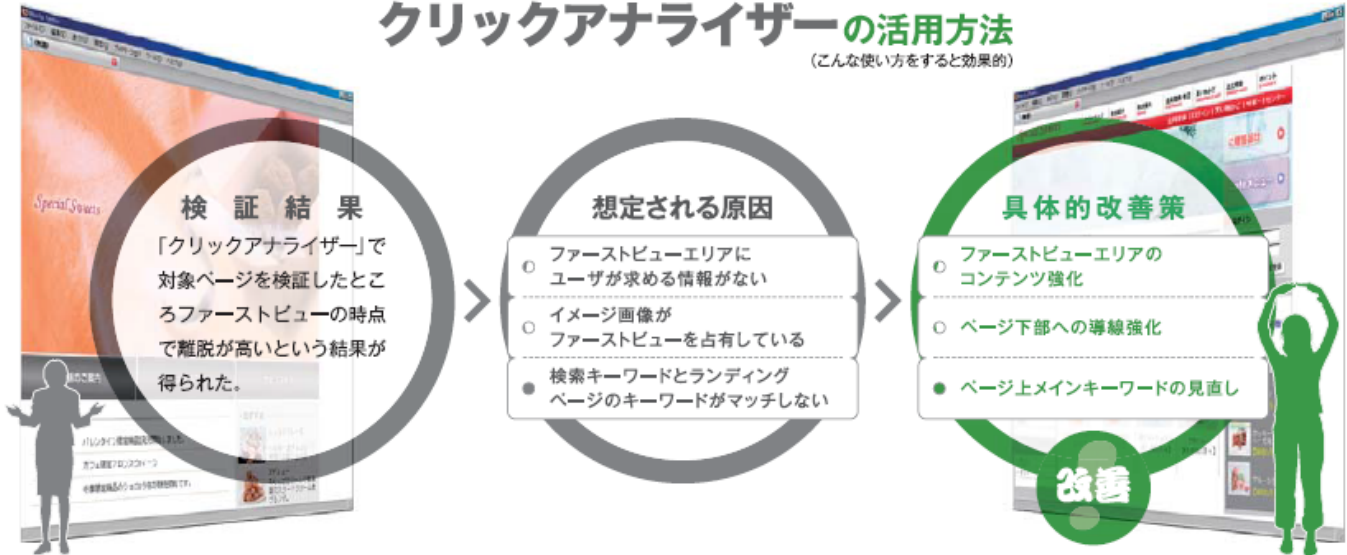 クリックアナライザーの活用方法
(こんな使い方をすると効果的)
Special Sweets
検証結果
「クリックアナライザー」で
対象ページを検証したとこ
ろファーストビューの時点
で離脱が高いという結果が
得られた。
想定される原因
ファーストビューエリアに
ユーザが求める情報がない
イメージ画像が
ファーストビューを占有している
検索キーワードとランディング
ページのキーワードがマッチしない
具体的改善策
ファーストビューエリアの
コンテンツ強化
ページ下部への導線強化
ページ上メインキーワードの見直し
改善